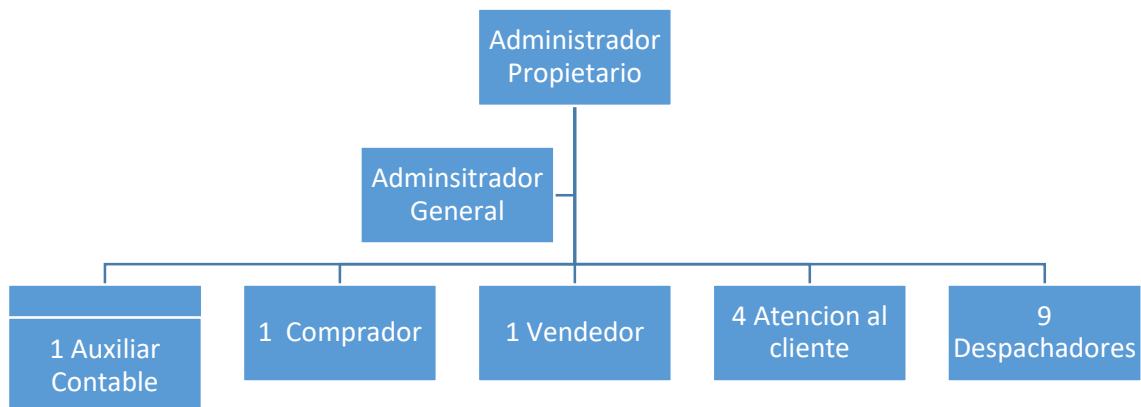 Administrador
Propietario
Adminsitrador
General
1 Auxiliar
Contable
1  Comprador
1 Vendedor
4 Atencion al
cliente
9
Despachadores